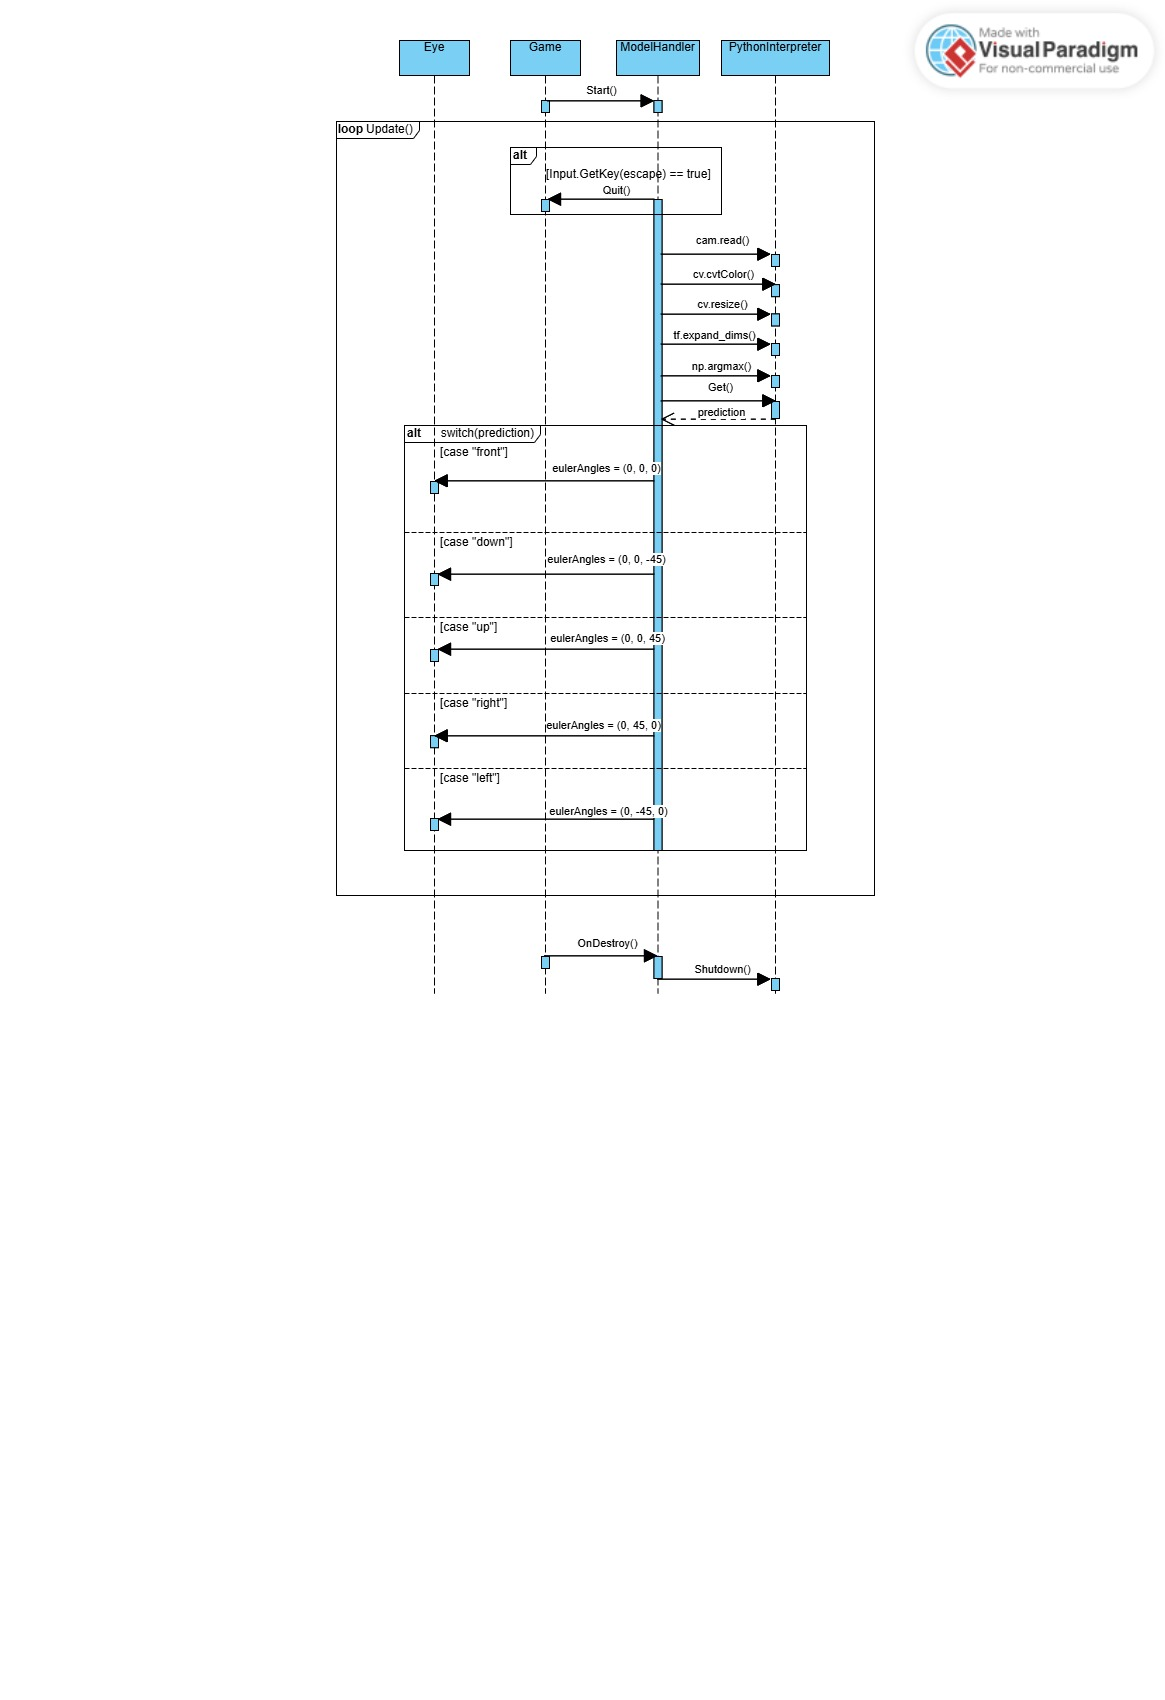 Made with
Visual Paradigm
For non-commercial use
Eye
Game
ModelHandler
PythonInterpreter
Start()
loop Update()
alt
[Input.GetKey(escape) == true]
Quit()
cam.read()
cv.cvtColor()
cv.resize()
tf.expand_dims()
np.argmax()
Get()
prediction
alt switch(prediction)
[case "front"]
eulerAngles = (0, 0, 0)
[case "down"]
eulerAngles = (0, 0, -45)
[case "up"]
eulerAngles = (0, 0, 45)
[case "right"]
eulerAngles = (0, 45, 0)
[case "left"]
eulerAngles = (0, -45, 0)
OnDestroy()
Shutdown()